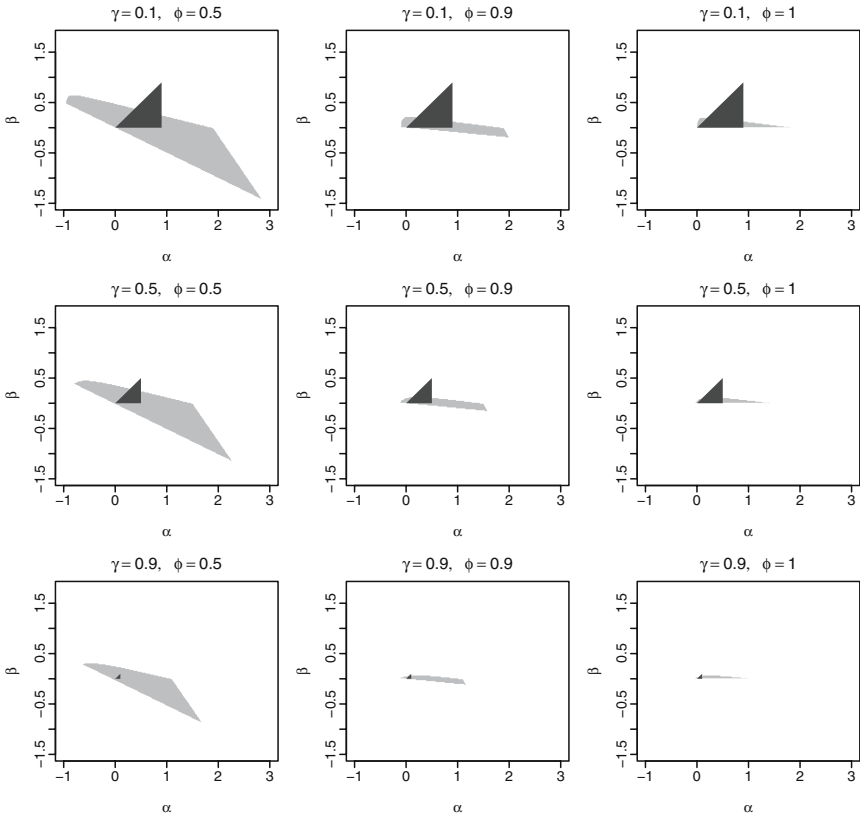 γ = 0.1, ϕ = 0.5
β
−1.5 −0.5 0.5 1.5
−1 0 1 2 3
α
γ = 0.1, ϕ = 0.9
β
−1.5 −0.5 0.5 1.5
−1 0 1 2 3
α
γ = 0.1, ϕ = 1
β
−1.5 −0.5 0.5 1.5
−1 0 1 2 3
α
γ = 0.5, ϕ = 0.5
β
−1.5 −0.5 0.5 1.5
−1 0 1 2 3
α
γ = 0.5, ϕ = 0.9
β
−1.5 −0.5 0.5 1.5
−1 0 1 2 3
α
γ = 0.5, ϕ = 1
β
−1.5 −0.5 0.5 1.5
−1 0 1 2 3
α
γ = 0.9, ϕ = 0.5
β
−1.5 −0.5 0.5 1.5
−1 0 1 2 3
α
γ = 0.9, ϕ = 0.9
β
−1.5 −0.5 0.5 1.5
−1 0 1 2 3
α
γ = 0.9, ϕ = 1
β
−1.5 −0.5 0.5 1.5
−1 0 1 2 3
α